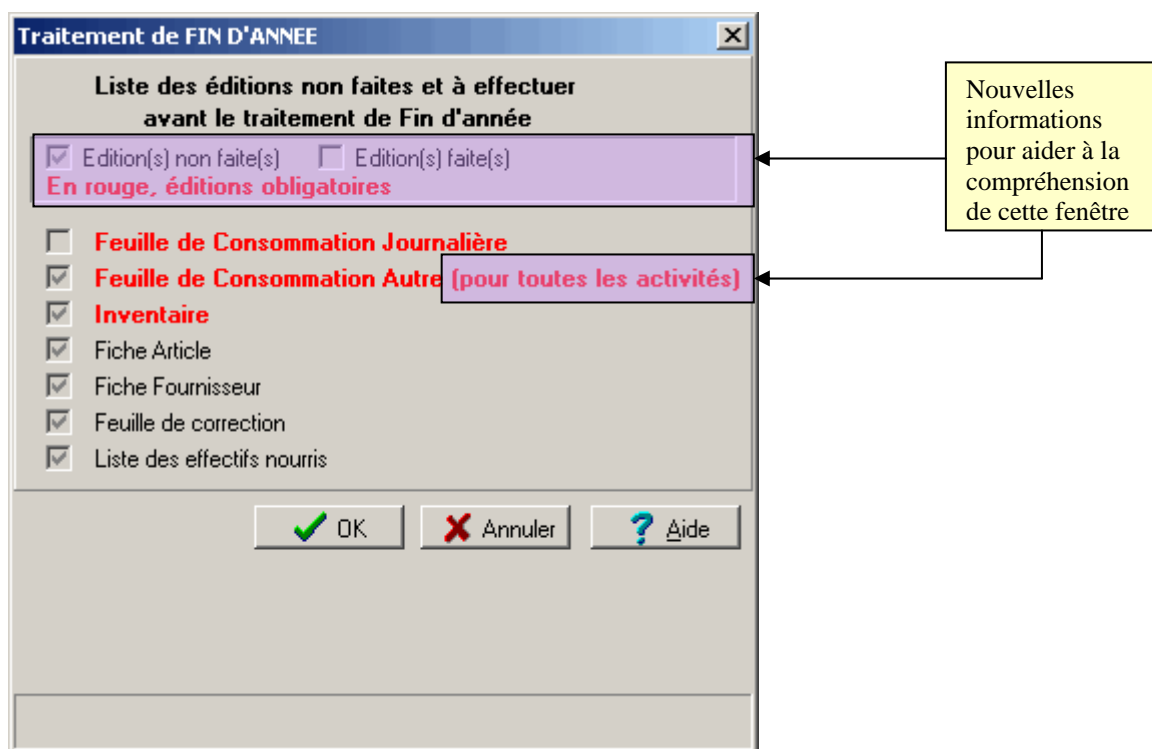 Traitement de FIN D'ANNEE
Liste des éditions non faites et à effectuer
avant le traitement de Fin d'année
Edition(s) non faite(s) Edition(s) faite(s)
En rouge, éditions obligatoires
Feuille de Consommation Journalière
Feuille de Consommation Autre (pour toutes les activités)
Inventaire
Fiche Article
Fiche Fournisseur
Feuille de correction
Liste des effectifs nourris
OK Annuler ? Aide
Nouvelles
informations
pour aider à la
compréhension
de cette fenêtre